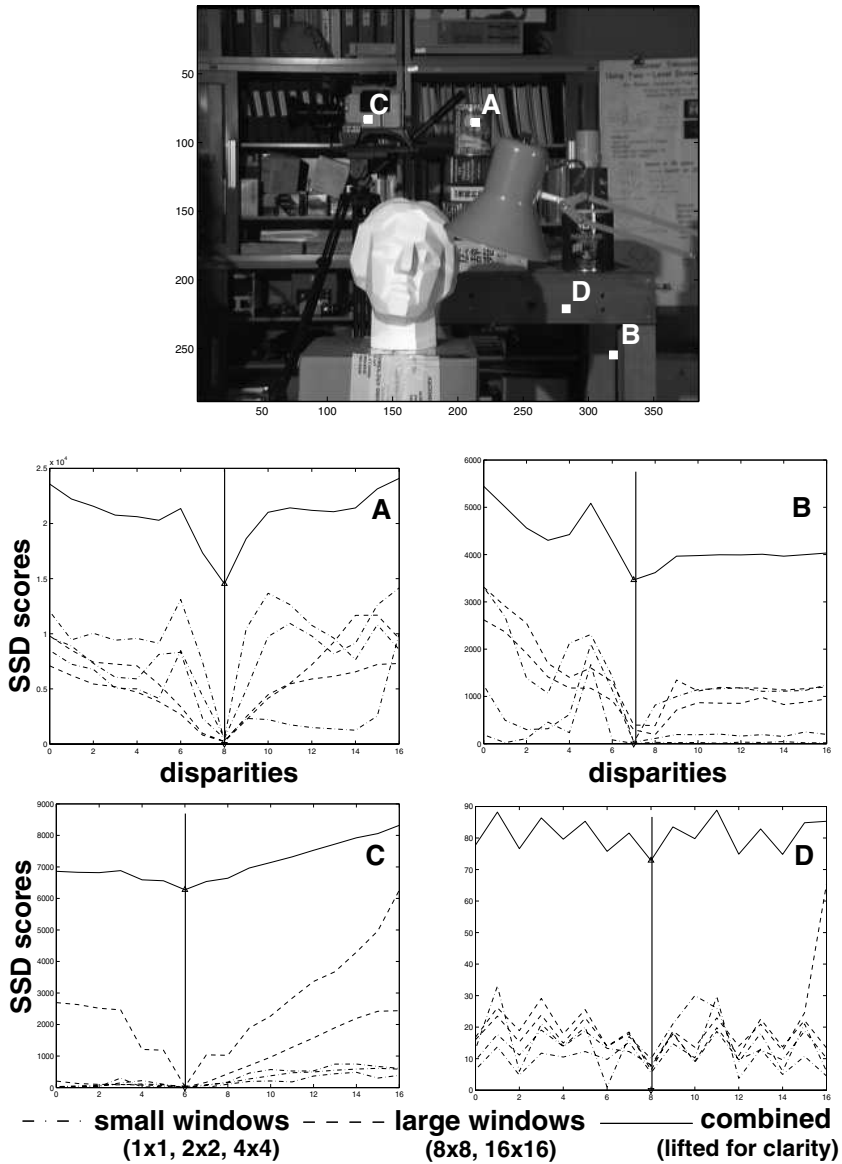 50
100
150
200
250
50 100 150 200 250 300 350
C
A
D
B
x 10⁴
2.5
2
1.5
1
0.5
0
0 2 4 6 8 10 12 14 16
A
SSD scores
disparities
6000
5000
4000
3000
2000
1000
0
0 2 4 6 8 10 12 14 16
B
disparities
9000
8000
7000
6000
5000
4000
3000
2000
1000
0
0 2 4 6 8 10 12 14 16
C
SSD scores
90
80
70
60
50
40
30
20
10
0
0 2 4 6 8 10 12 14 16
D
small windows
(1x1, 2x2, 4x4)
large windows
(8x8, 16x16)
combined
(lifted for clarity)